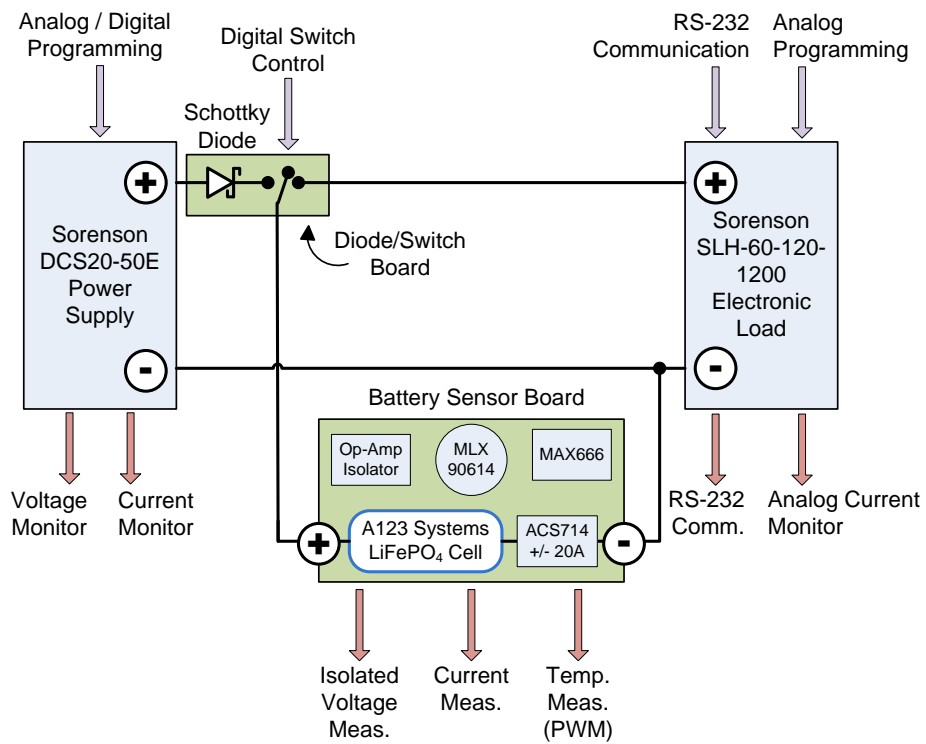 Analog / Digital
Programming
Digital Switch
Control
RS-232
Communication
Analog
Programming
Schottky
Diode
+
Sorenson
DCS20-50E
Power
Supply
-
Diode/Switch
Board
+
Sorenson
SLH-60-120-
1200
Electronic
Load
-
Battery Sensor Board
Op-Amp
Isolator
MLX
90614
MAX666
+
A123 Systems
LiFePO4 Cell
ACS714
+/- 20A
-
Voltage
Monitor
Current
Monitor
RS-232
Comm.
Analog Current
Monitor
Isolated
Voltage
Meas.
Current
Meas.
Temp.
Meas.
(PWM)